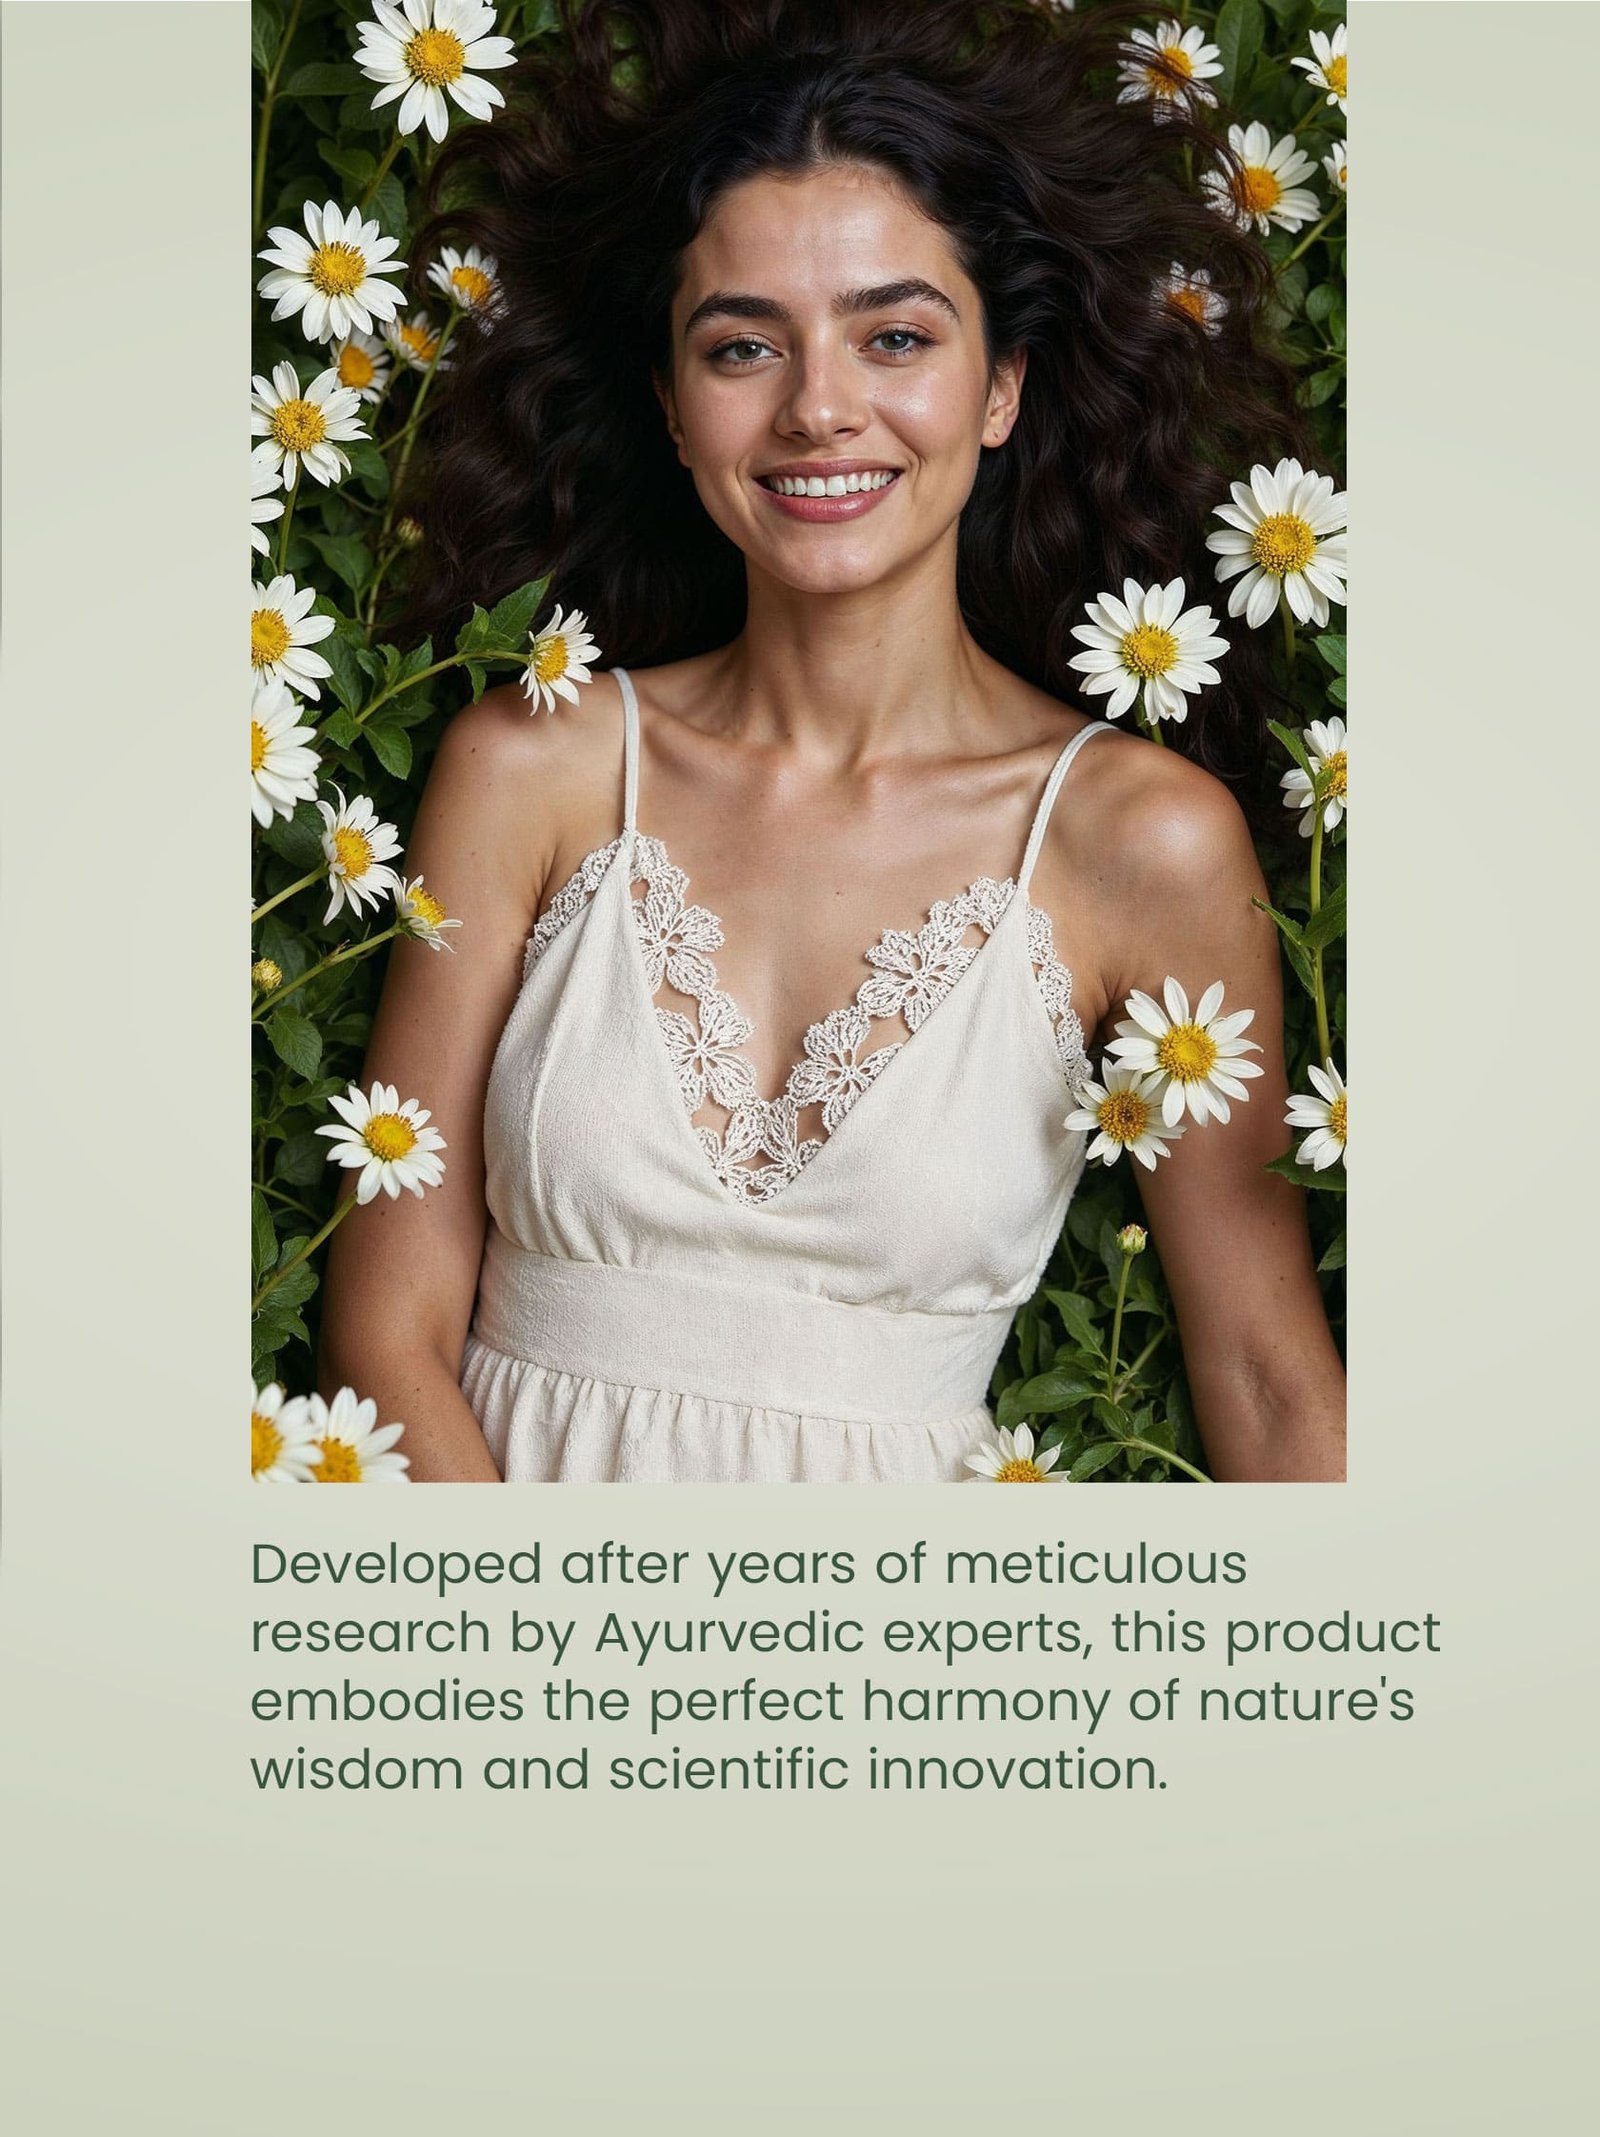 Developed after years of meticulous
research by Ayurvedic experts, this product
embodies the perfect harmony of nature's
wisdom and scientific innovation.